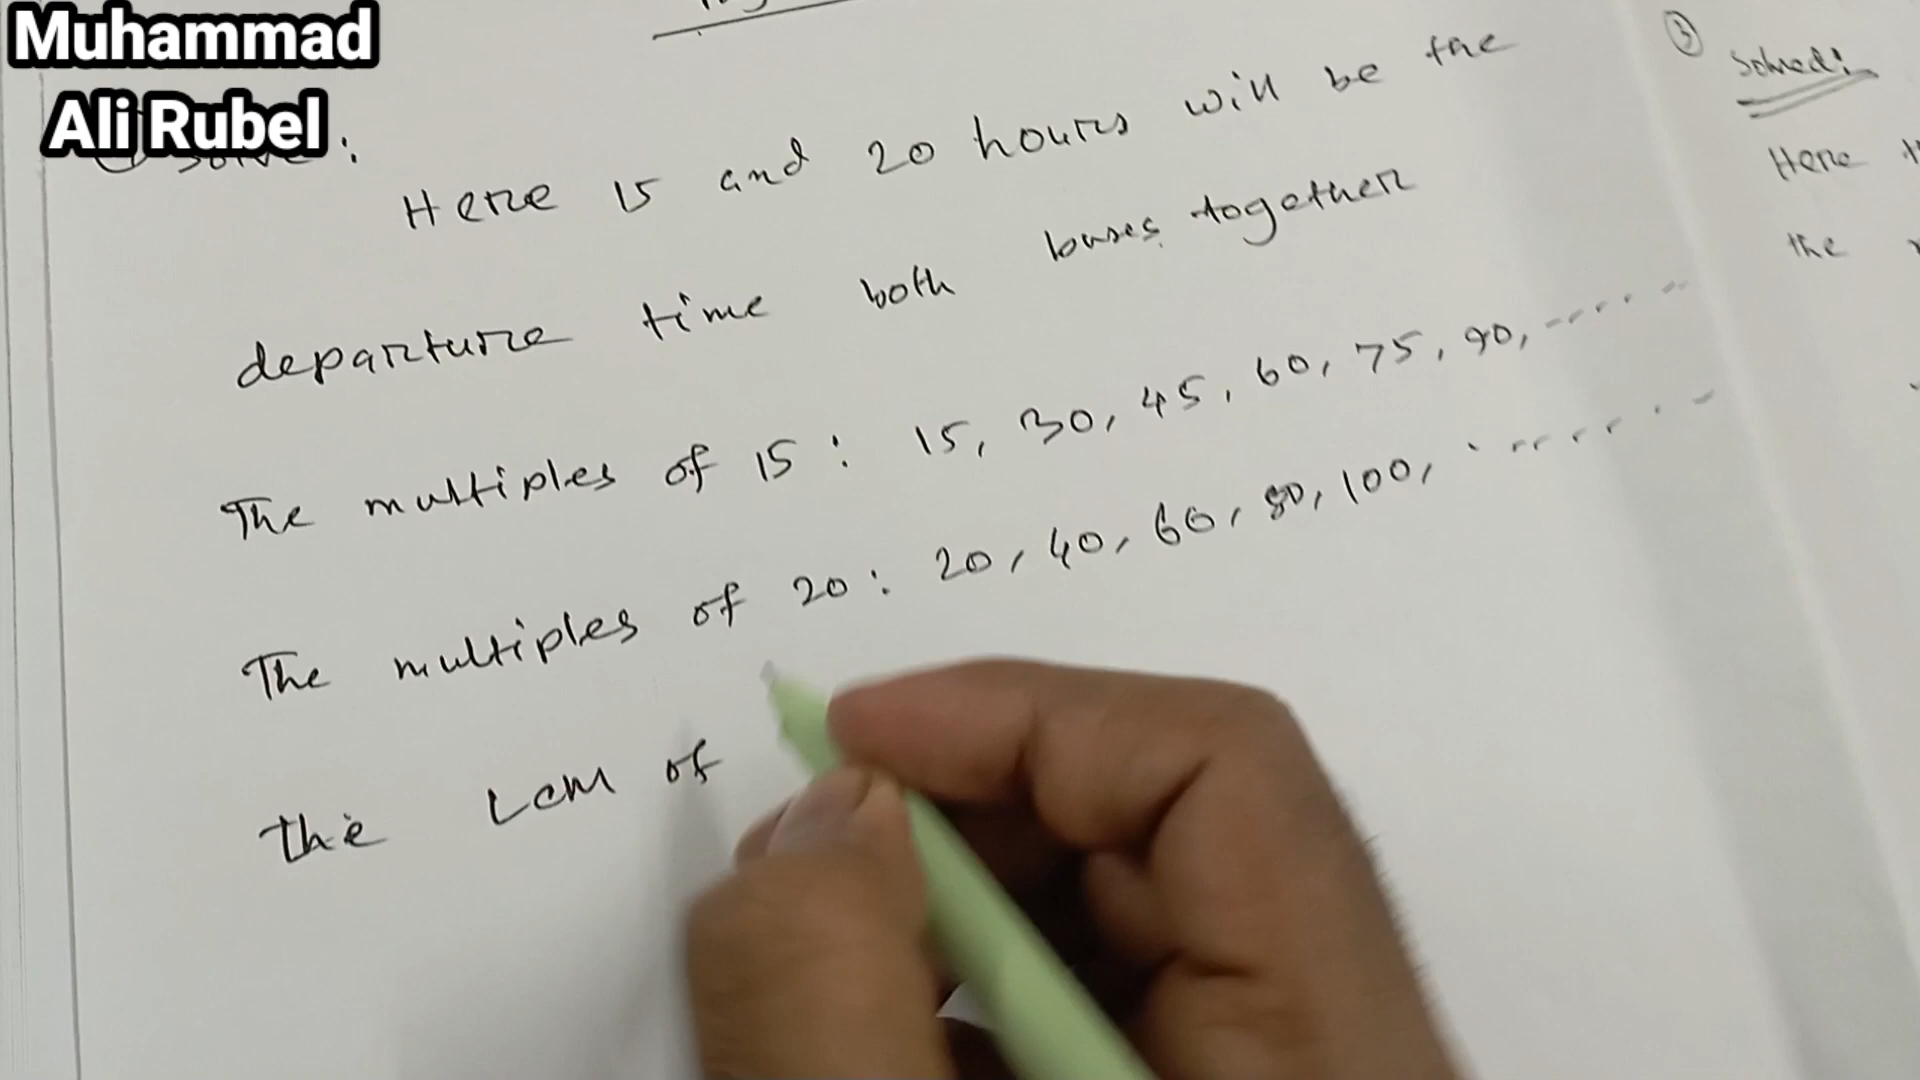 Muhammad
Ali Rubel
Solve:
Here 15 and 20 hours will be the
departure time both buses together
The multiples of 15: 15, 30, 45, 60, 75, 90, ------
The multiples of 20: 20, 40, 60, 80, 100, ------
the LCM of
③ Solved:
Here
the